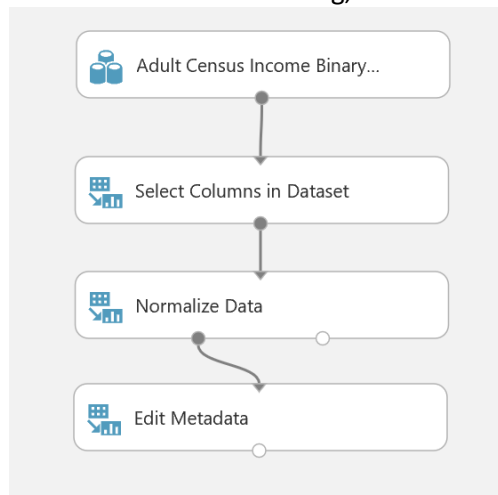 Adult Census Income Binary...
Select Columns in Dataset
Normalize Data
Edit Metadata